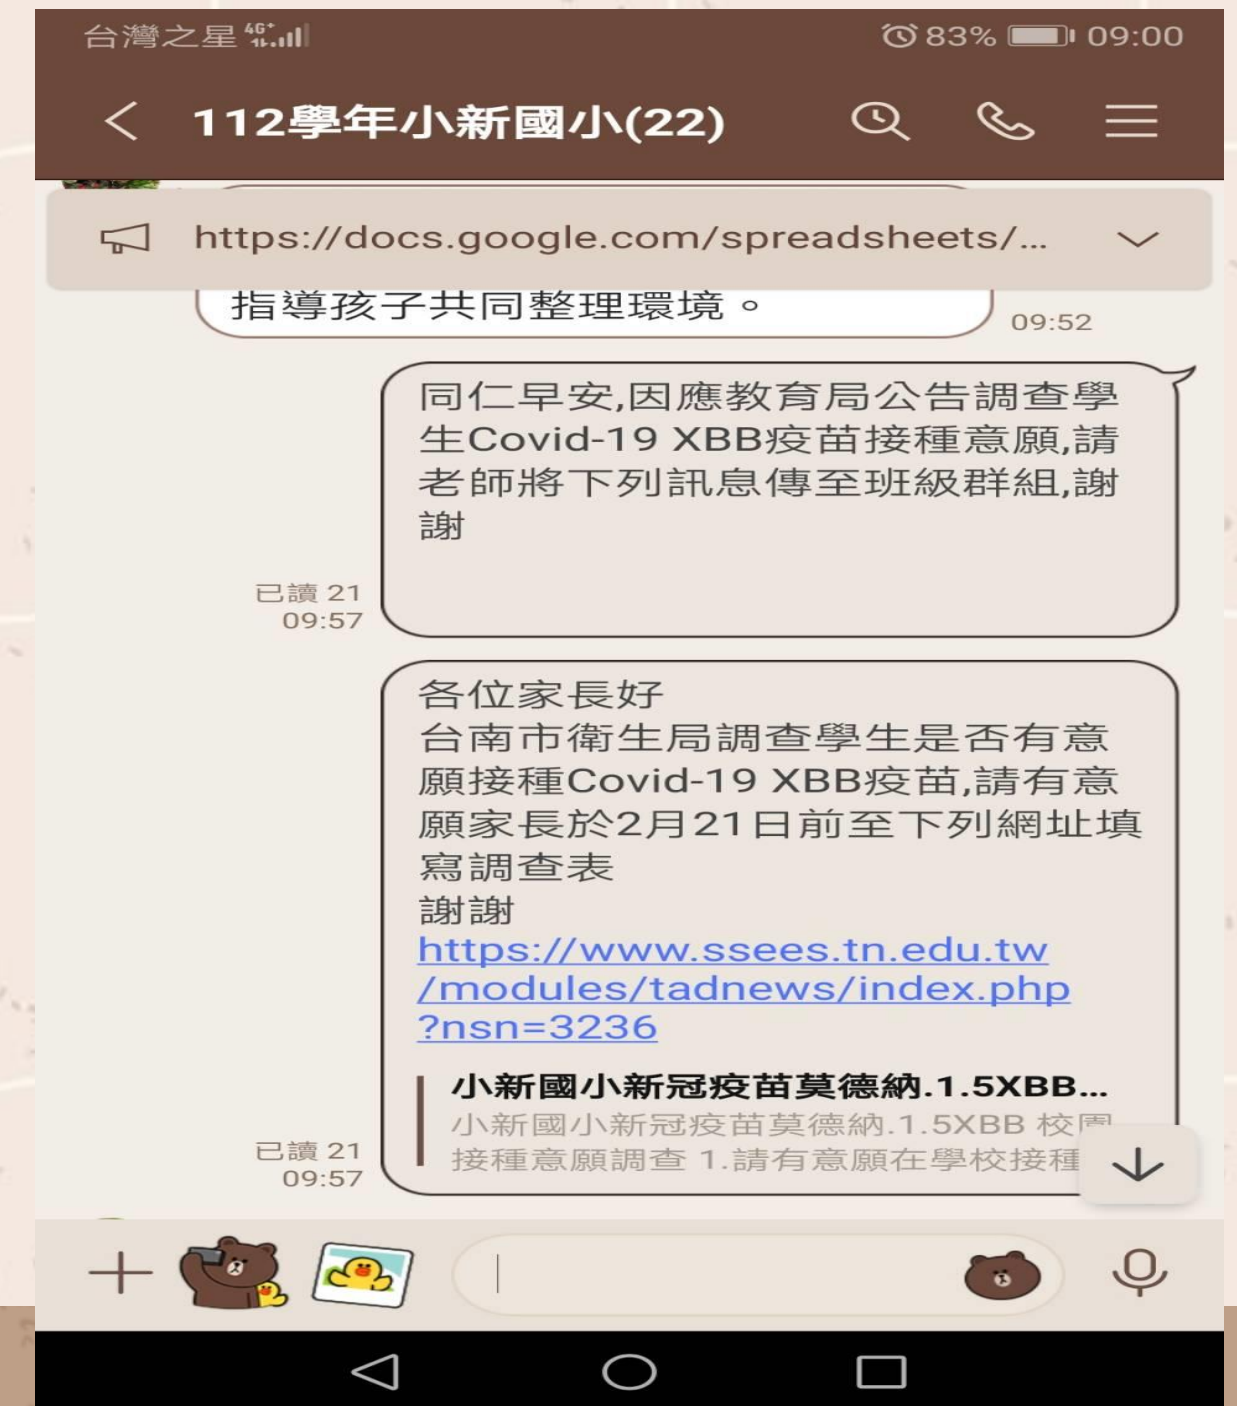 台灣之星 4G+ 83% 09:00
112學年小新國小(22)
https://docs.google.com/spreadsheets/...
指導孩子共同整理環境。
09:52
同仁早安,因應教育局公告調查學
生Covid-19 XBB疫苗接種意願,請
老師將下列訊息傳至班級群組,謝
謝
已讀 21
09:57
各位家長好
台南市衛生局調查學生是否有意
願接種Covid-19 XBB疫苗,請有意
願家長於2月21日前至下列網址填
寫調查表
謝謝
https://www.ssees.tn.edu.tw
/modules/tadnews/index.php
?nsn=3236
小新國小新冠疫苗莫德納.1.5XBB...
小新國小新冠疫苗莫德納.1.5XBB 校園
接種意願調查 1.請有意願在學校接種
已讀 21
09:57